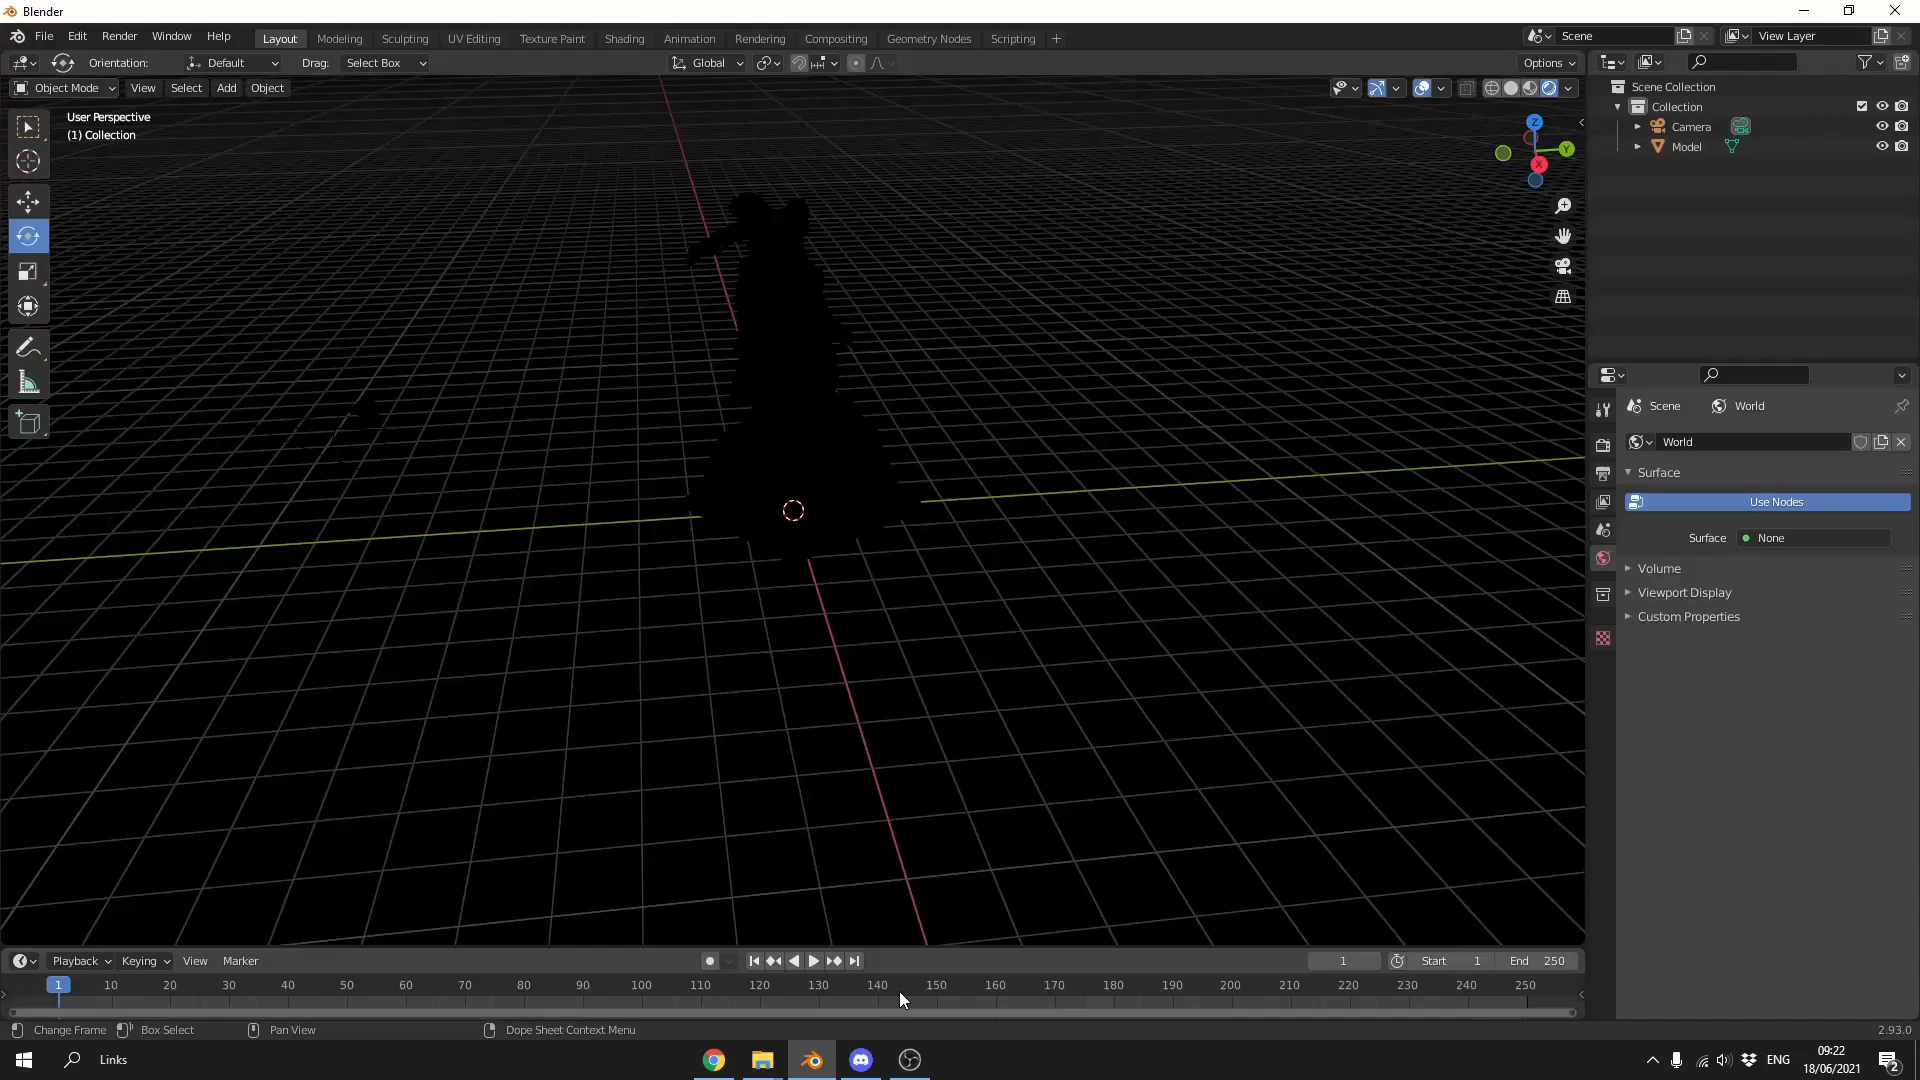 Blender
File Edit Render Window Help Layout Modeling Sculpting UV Editing Texture Paint Shading Animation Rendering Compositing Geometry Nodes Scripting + Scene View Layer
Orientation: Default Drag: Select Box Global Options
Object Mode View Select Add Object
User Perspective
(1) Collection
Z
Y
X
Scene Collection
Collection
Camera
Model
Scene World
World
Surface
Use Nodes
Surface None
Volume
Viewport Display
Custom Properties
Playback Keying View Marker 1 Start 1 End 250
1 10 20 30 40 50 60 70 80 90 100 110 120 130 140 150 160 170 180 190 200 210 220 230 240 250
Change Frame Box Select Pan View Dope Sheet Context Menu 2.93.0
Links ENG 09:22
18/06/2021 2